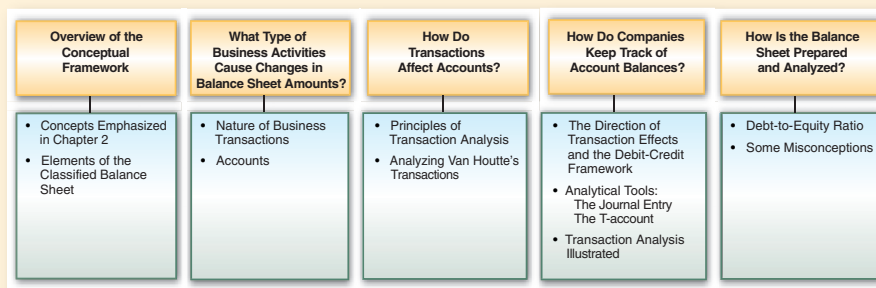 Overview of the
Conceptual
Framework
• Concepts Emphasized
in Chapter 2
• Elements of the
Classified Balance
Sheet
What Type of
Business Activities
Cause Changes in
Balance Sheet Amounts?
• Nature of Business
Transactions
• Accounts
How Do
Transactions
Affect Accounts?
• Principles of
Transaction Analysis
• Analyzing Van Houtte's
Transactions
How Do Companies
Keep Track of
Account Balances?
• The Direction of
Transaction Effects
and the Debit-Credit
Framework
• Analytical Tools:
The Journal Entry
The T-account
• Transaction Analysis
Illustrated
How Is the Balance
Sheet Prepared
and Analyzed?
• Debt-to-Equity Ratio
• Some Misconceptions